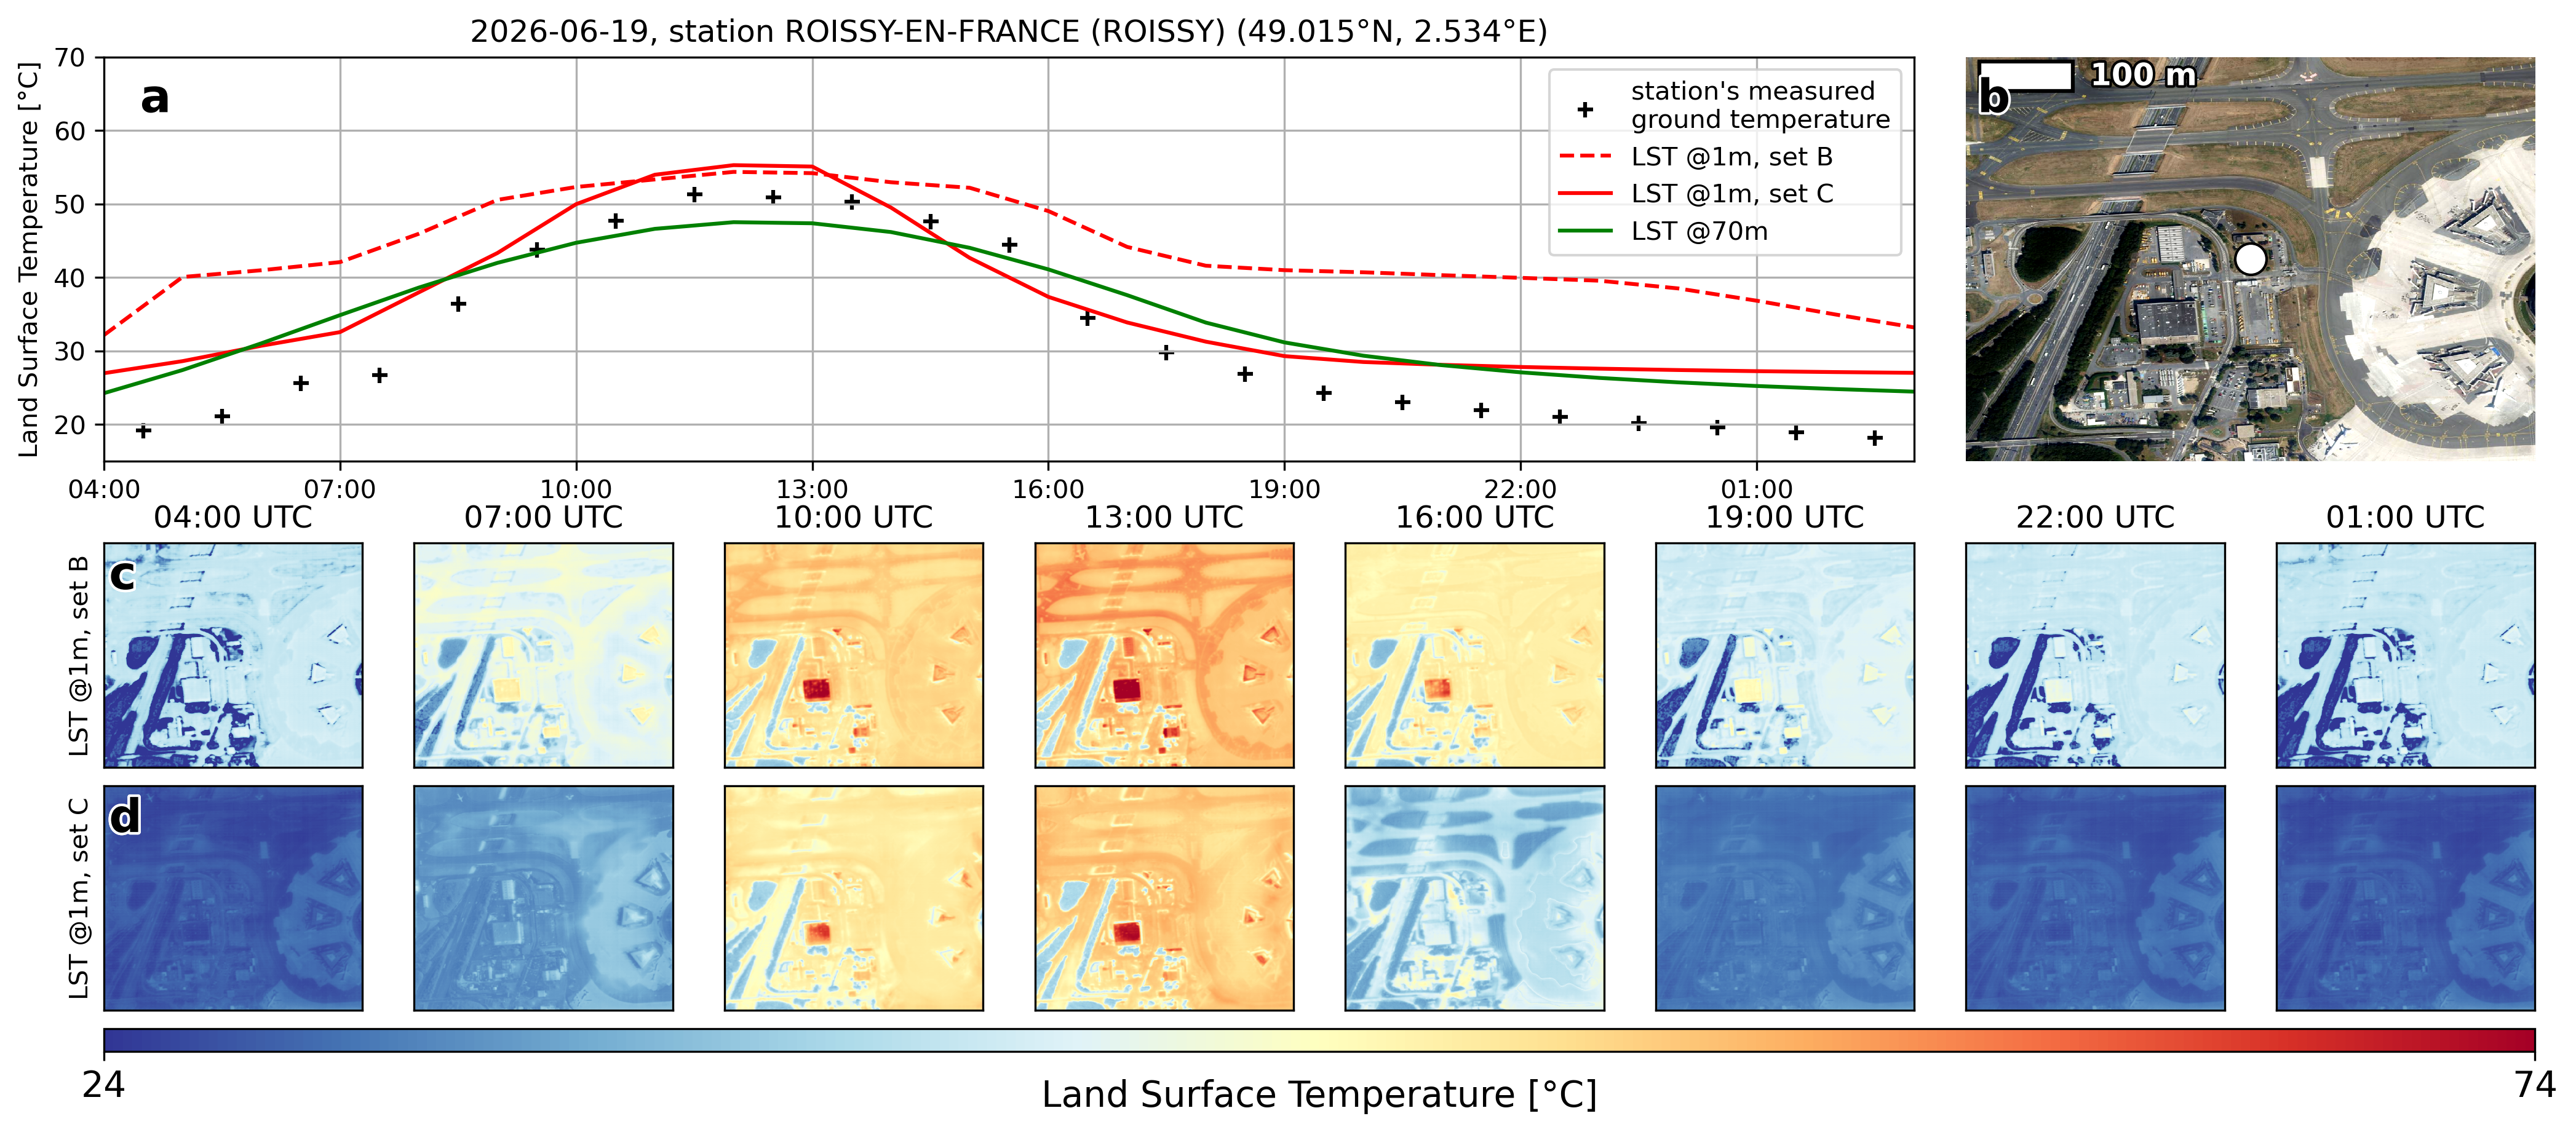 2026-06-19, station ROISSY-EN-FRANCE (ROISSY) (49.015°N, 2.534°E)
Land Surface Temperature [°C]
70
60
50
40
30
20
a
station's measured
ground temperature
LST @1m, set B
LST @1m, set C
LST @70m
04:00
07:00
10:00
13:00
16:00
19:00
22:00
01:00
100 m
b
04:00 UTC
07:00 UTC
10:00 UTC
13:00 UTC
16:00 UTC
19:00 UTC
22:00 UTC
01:00 UTC
LST @1m, set B
c
LST @1m, set C
d
24
74
Land Surface Temperature [°C]